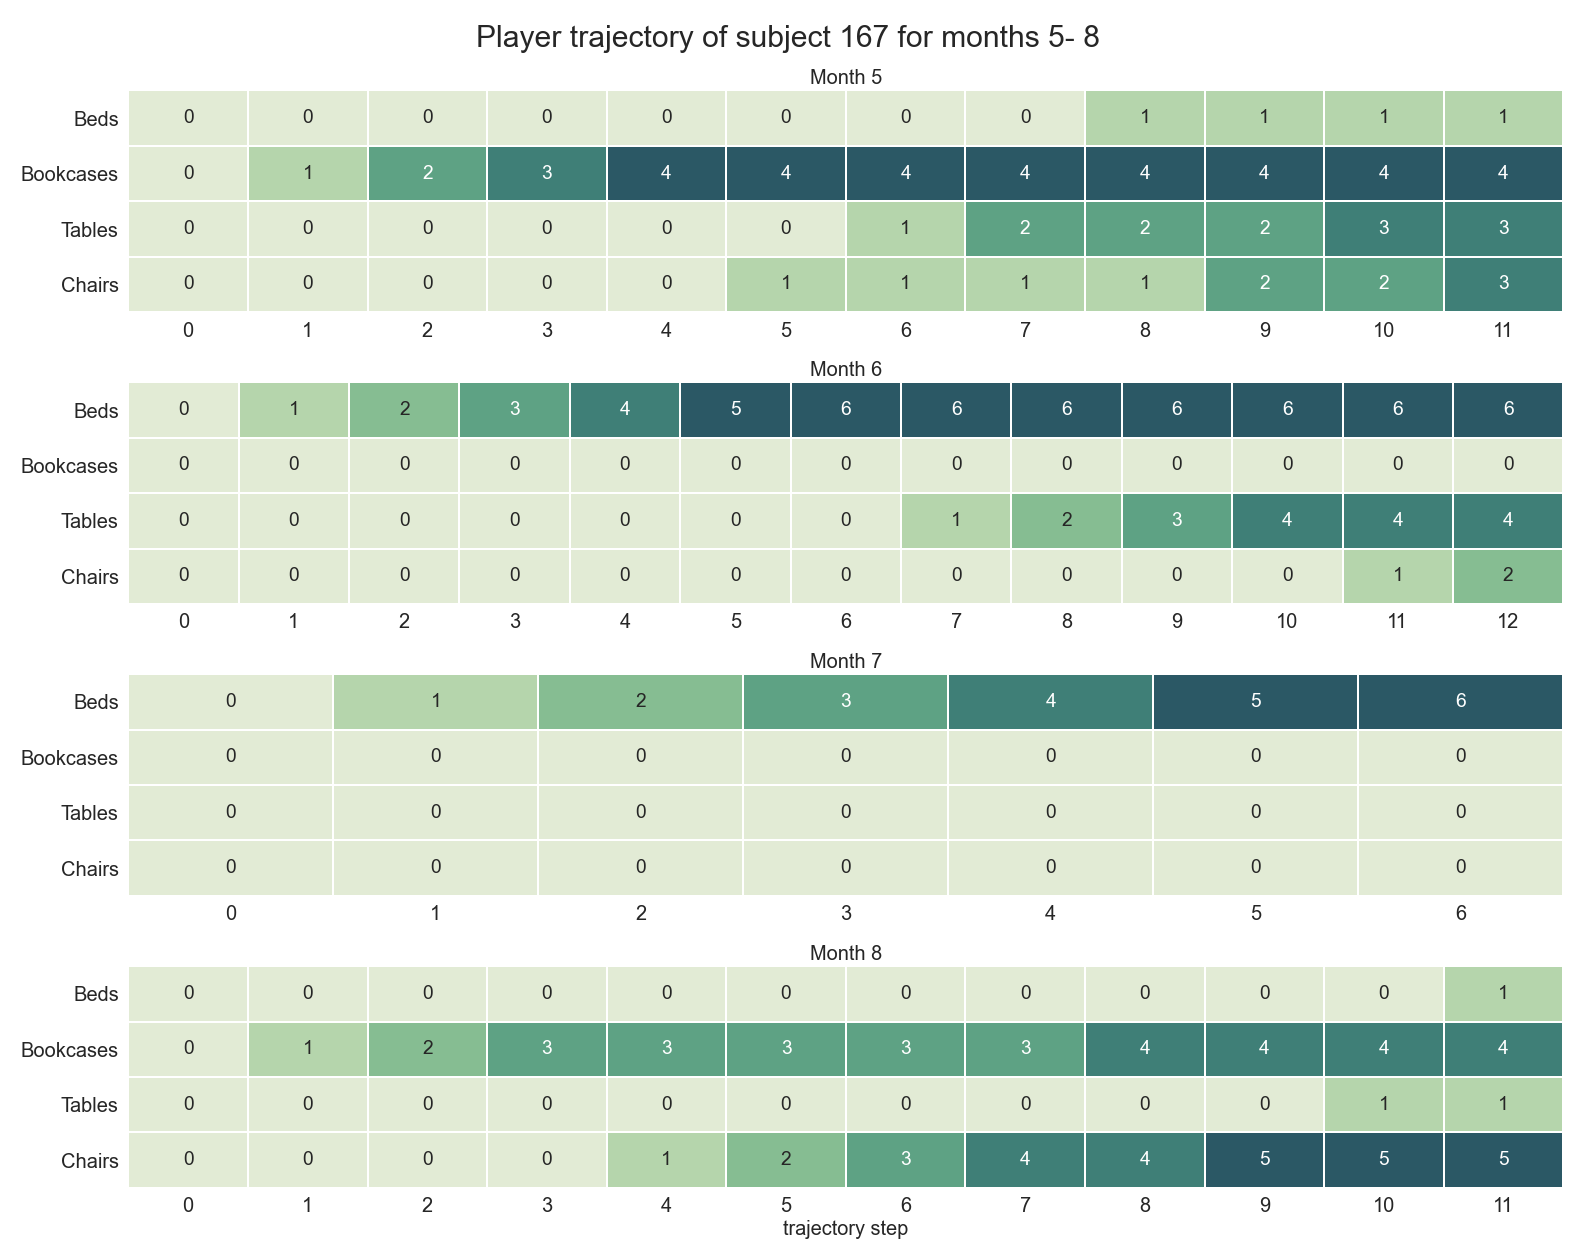 Player trajectory of subject 167 for months 5- 8
Month 5
Beds 0 0 0 0 0 0 0 0 1 1 1 1
Bookcases 0 1 2 3 4 4 4 4 4 4 4 4
Tables 0 0 0 0 0 0 1 2 2 2 3 3
Chairs 0 0 0 0 0 1 1 1 1 2 2 3
0 1 2 3 4 5 6 7 8 9 10 11
Month 6
Beds 0 1 2 3 4 5 6 6 6 6 6 6 6
Bookcases 0 0 0 0 0 0 0 0 0 0 0 0 0
Tables 0 0 0 0 0 0 0 1 2 3 4 4 4
Chairs 0 0 0 0 0 0 0 0 0 0 0 1 2
0 1 2 3 4 5 6 7 8 9 10 11 12
Month 7
Beds 0 1 2 3 4 5 6
Bookcases 0 0 0 0 0 0 0
Tables 0 0 0 0 0 0 0
Chairs 0 0 0 0 0 0 0
0 1 2 3 4 5 6
Month 8
Beds 0 0 0 0 0 0 0 0 0 0 0 1
Bookcases 0 1 2 3 3 3 3 3 4 4 4 4
Tables 0 0 0 0 0 0 0 0 0 0 1 1
Chairs 0 0 0 0 1 2 3 4 4 5 5 5
0 1 2 3 4 5 6 7 8 9 10 11
trajectory step